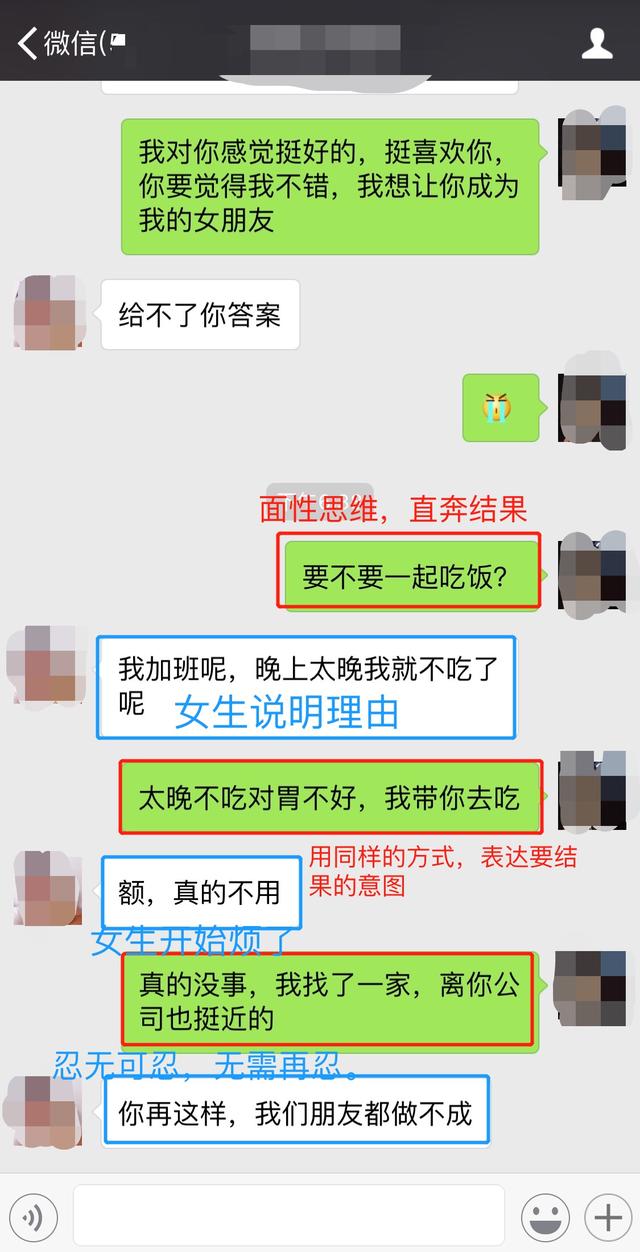 微信(
我对你感觉挺好的，挺喜欢你，
你要觉得我不错，我想让你成为
我的女朋友
给不了你答案
面性思维，直奔结果
要不要一起吃饭？
我加班呢，晚上太晚我就不吃了
呢
女生说明理由
太晚不吃对胃不好，我带你去吃
用同样的方式，表达要结
果的意图
额，真的不用
女生开始烦了
真的没事，我找了一家，离你公
司也挺近的
忍无可忍，无需再忍。
你再这样，我们朋友都做不成